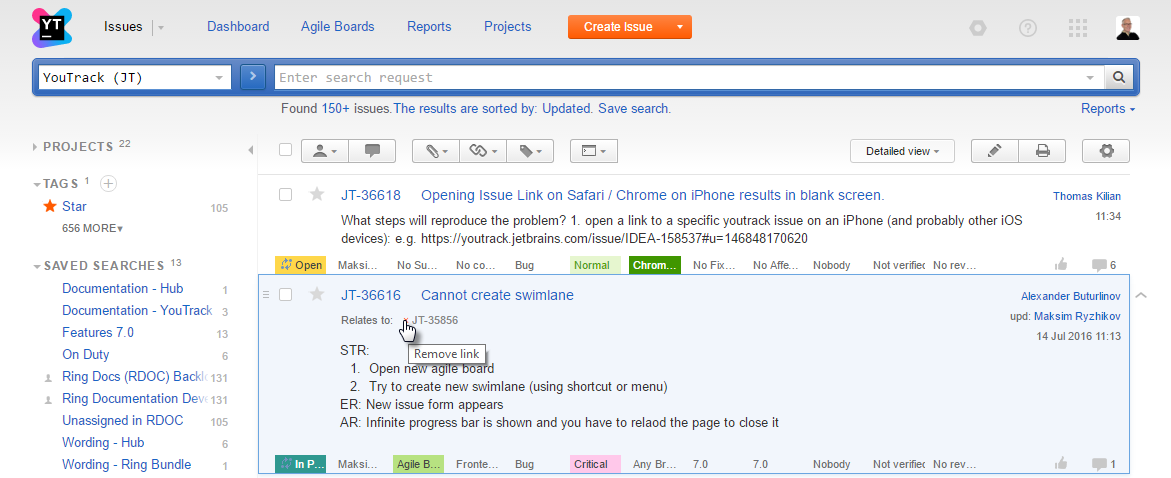 YT
Issues Dashboard Agile Boards Reports Projects Create Issue
YouTrack (JT) Enter search request
Found 150+ issues.The results are sorted by: Updated. Save search. Reports
PROJECTS 22
Detailed view
TAGS 1
Star 105
656 MORE
SAVED SEARCHES 13
Documentation - Hub 1
Documentation - YouTrack 3
Features 7.0 13
On Duty 6
Ring Docs (RDOC) Backl 131
Ring Documentation Deve 131
Unassigned in RDOC 105
Wording - Hub 6
Wording - Ring Bundle 1
JT-36618 Opening Issue Link on Safari / Chrome on iPhone results in blank screen. Thomas Kilian
What steps will reproduce the problem? 1. open a link to a specific youtrack issue on an iPhone (and probably other iOS 11:34
devices): e.g. https://youtrack.jetbrains.com/issue/IDEA-158537#u=146848170620
Open Maksi... No Su... No co... Bug Normal Chrom... No Fix... No Affe... Nobody Not verified No rev... 6
JT-36616 Cannot create swimlane Alexander Buturlinov
Relates to: JT-35856 upd: Maksim Ryzhikov
14 Jul 2016 11:13
Remove link
STR:
1. Open new agile board
2. Try to create new swimlane (using shortcut or menu)
ER: New issue form appears
AR: Infinite progress bar is shown and you have to relaod the page to close it
In P... Maksi... Agile B... Fronte... Bug Critical Any Br... 7.0 7.0 Nobody Not verified No rev... 1